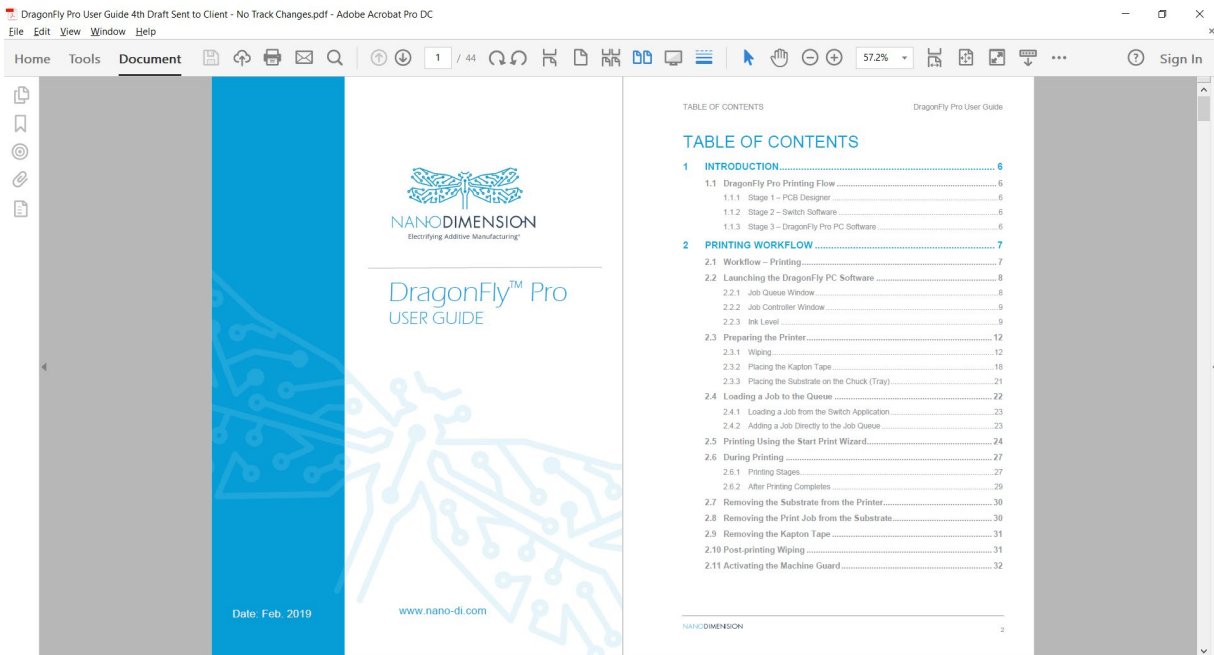 DragonFly Pro User Guide 4th Draft Sent to Client - No Track Changes.pdf - Adobe Acrobat Pro DC
File Edit View Window Help
Home Tools Document 1 / 44 57.2% Sign In
NANODIMENSION
Electrifying Additive Manufacturing®
DragonFly™ Pro
USER GUIDE
Date: Feb. 2019
www.nano-di.com
TABLE OF CONTENTS DragonFly Pro User Guide
TABLE OF CONTENTS
1 INTRODUCTION 6
1.1 DragonFly Pro Printing Flow 6
1.1.1 Stage 1 – PCB Designer 6
1.1.2 Stage 2 – Switch Software 6
1.1.3 Stage 3 – DragonFly Pro PC Software 6
2 PRINTING WORKFLOW 7
2.1 Workflow – Printing 7
2.2 Launching the DragonFly PC Software 8
2.2.1 Job Queue Window 8
2.2.2 Job Controller Window 9
2.2.3 Ink Level 9
2.3 Preparing the Printer 12
2.3.1 Wiping 12
2.3.2 Placing the Kapton Tape 18
2.3.3 Placing the Substrate on the Chuck (Tray) 21
2.4 Loading a Job to the Queue 22
2.4.1 Loading a Job from the Switch Application 23
2.4.2 Adding a Job Directly to the Job Queue 23
2.5 Printing Using the Start Print Wizard 24
2.6 During Printing 27
2.6.1 Printing Stages 27
2.6.2 After Printing Completes 29
2.7 Removing the Substrate from the Printer 30
2.8 Removing the Print Job from the Substrate 30
2.9 Removing the Kapton Tape 31
2.10 Post-printing Wiping 31
2.11 Activating the Machine Guard 32
NANODIMENSION 2